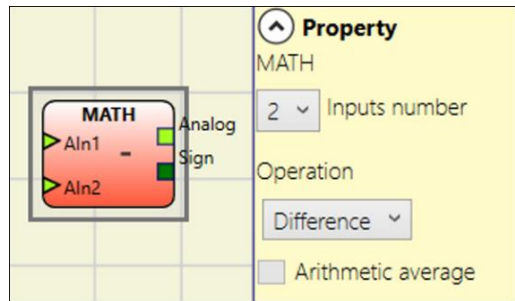 MATH
AIn1
-
AIn2
Analog
Sign
Property
MATH
2 Inputs number
Operation
Difference
Arithmetic average